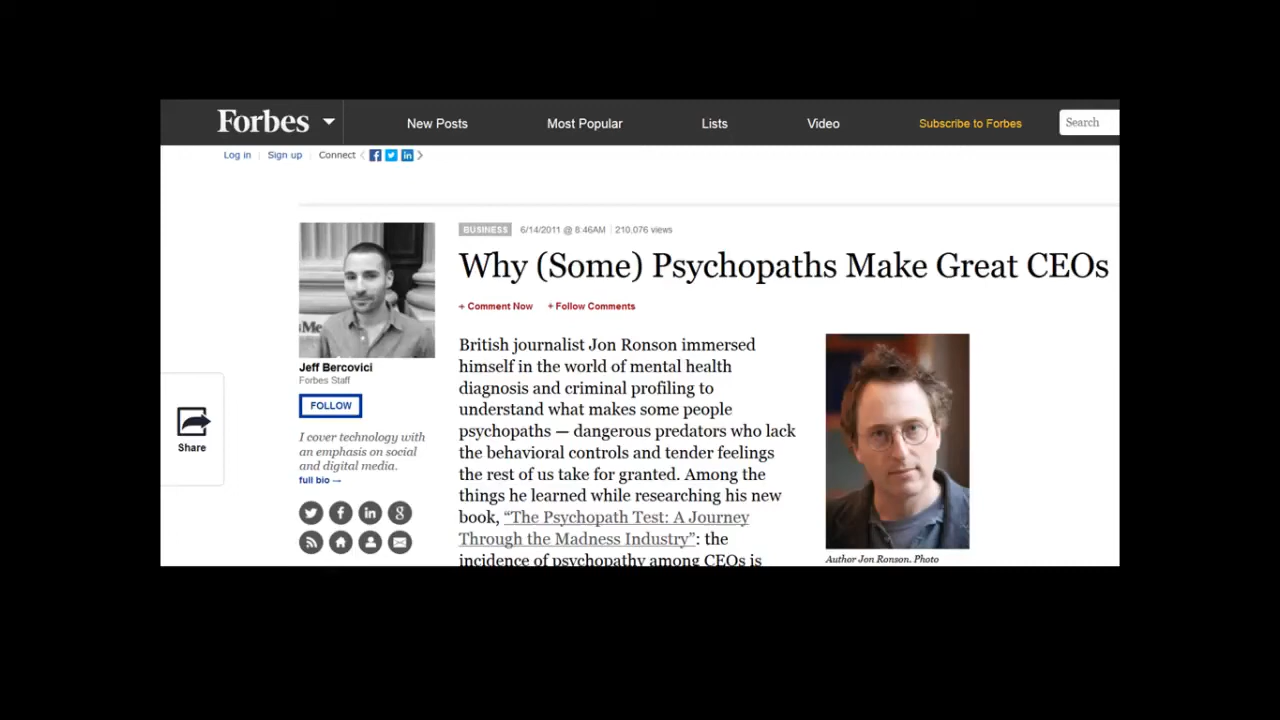 Forbes
New Posts
Most Popular
Lists
Video
Subscribe to Forbes
Search
Log in | Sign up | Connect
BUSINESS 6/14/2011 @ 8:46AM | 210,076 views
Why (Some) Psychopaths Make Great CEOs
+ Comment Now + Follow Comments
Jeff Bercovici
Forbes Staff
FOLLOW
I cover technology with
an emphasis on social
and digital media.
full bio →
Share
British journalist Jon Ronson immersed
himself in the world of mental health
diagnosis and criminal profiling to
understand what makes some people
psychopaths — dangerous predators who lack
the behavioral controls and tender feelings
the rest of us take for granted. Among the
things he learned while researching his new
book, “The Psychopath Test: A Journey
Through the Madness Industry”: the
incidence of psychopathy among CEOs is
Author Jon Ronson. Photo